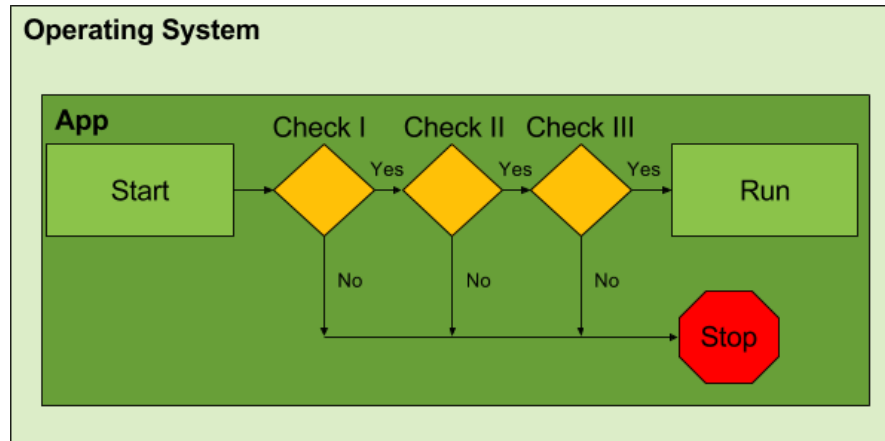 Operating System
App
Check I
Check II
Check III
Start
Yes
Yes
Yes
Run
No
No
No
Stop